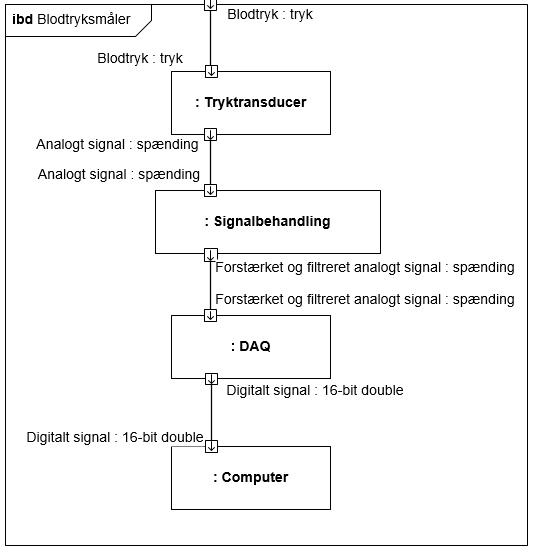 ibd Blodtryksmåler
Blodtryk : tryk
Blodtryk : tryk
: Tryktransducer
Analogt signal : spænding
Analogt signal : spænding
: Signalbehandling
Forstærket og filtreret analogt signal : spænding
Forstærket og filtreret analogt signal : spænding
: DAQ
Digitalt signal : 16-bit double
Digitalt signal : 16-bit double
: Computer